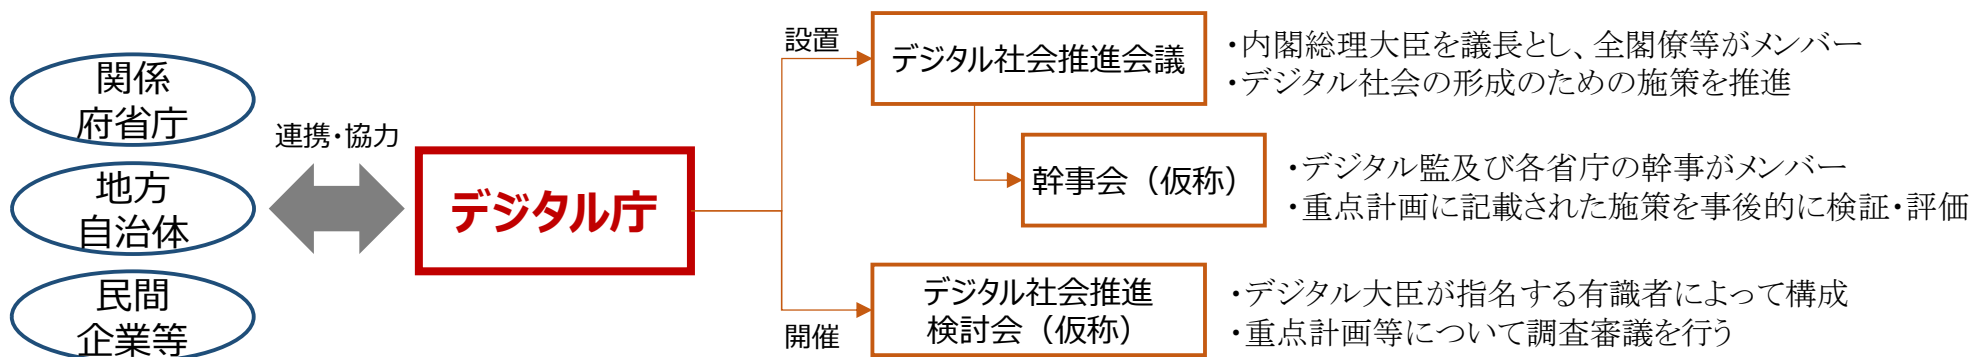 関係
府省庁
地方
自治体
民間
企業等
連携・協力
デジタル庁
設置
デジタル社会推進会議
・内閣総理大臣を議長とし、全閣僚等がメンバー
・デジタル社会の形成のための施策を推進
幹事会（仮称）
・デジタル監及び各省庁の幹事がメンバー
・重点計画に記載された施策を事後的に検証・評価
開催
デジタル社会推進
検討会（仮称）
・デジタル大臣が指名する有識者によって構成
・重点計画等について調査審議を行う